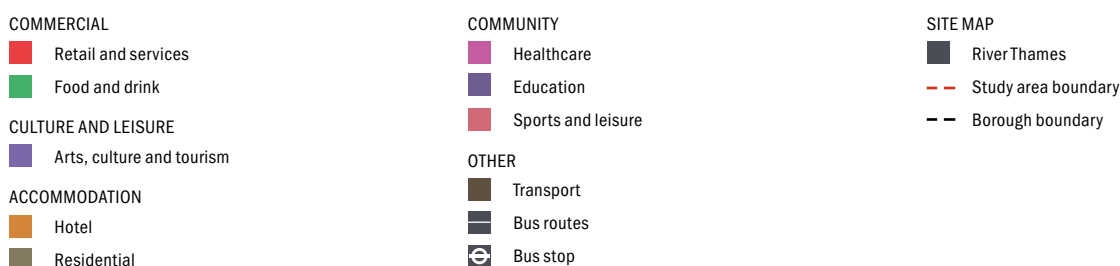 COMMERCIAL
Retail and services
Food and drink
CULTURE AND LEISURE
Arts, culture and tourism
ACCOMMODATION
Hotel
Residential
COMMUNITY
Healthcare
Education
Sports and leisure
OTHER
Transport
Bus routes
Bus stop
SITE MAP
River Thames
Study area boundary
Borough boundary